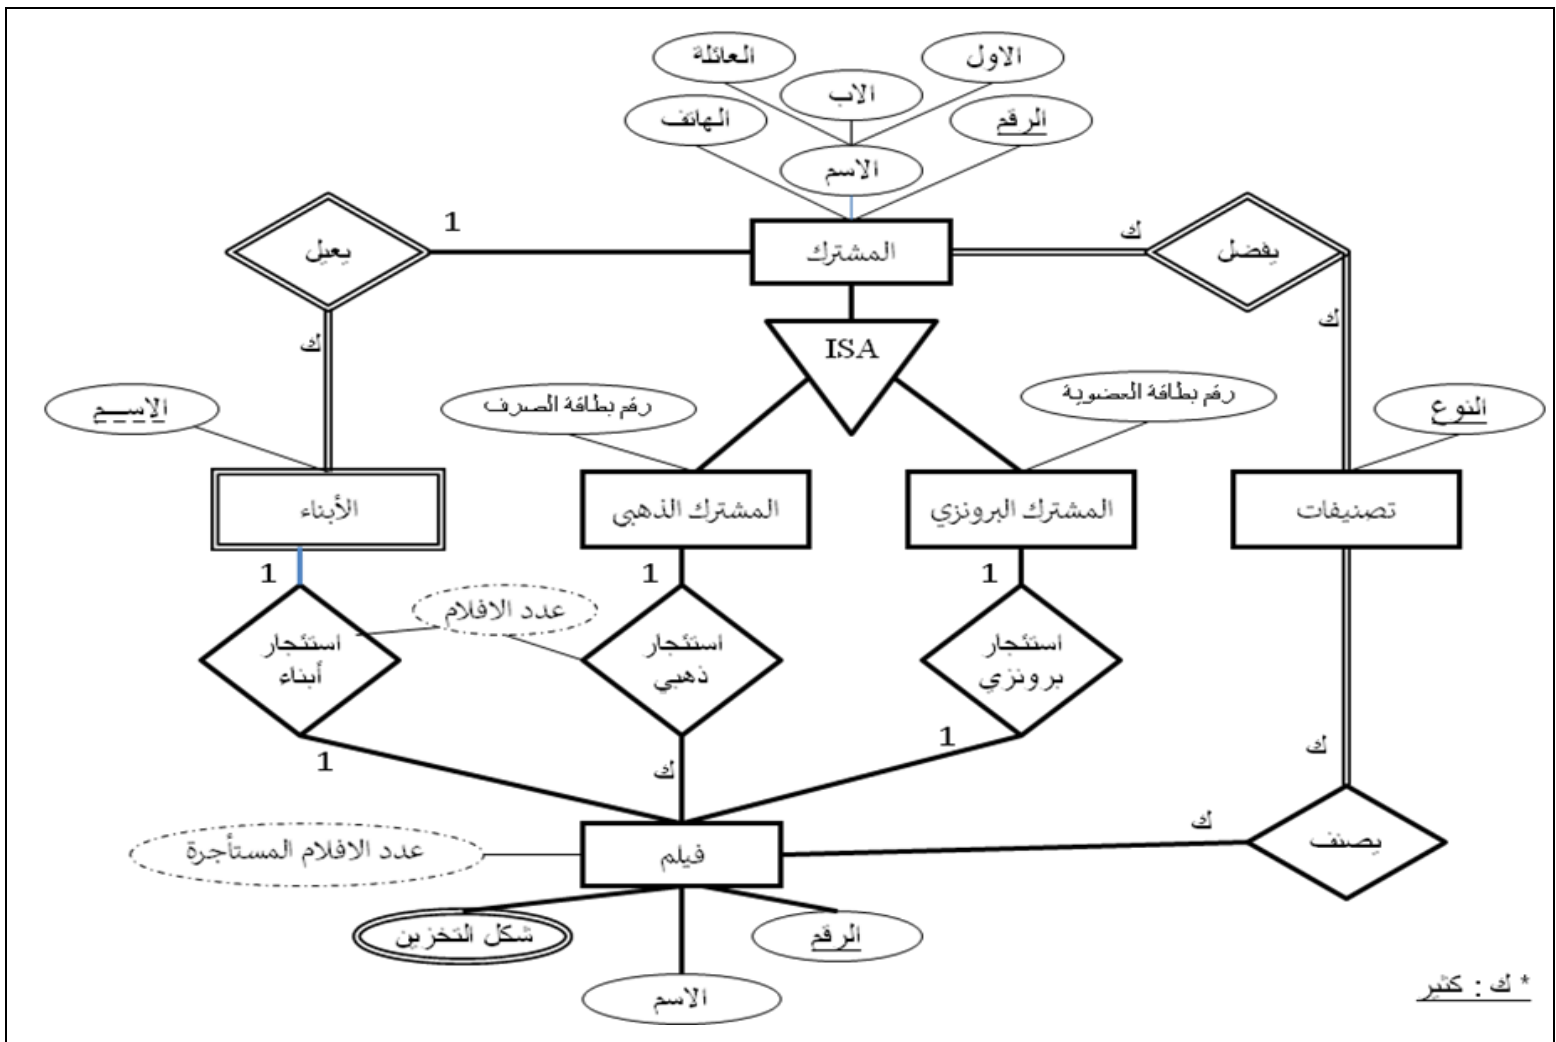 العائلة
الاول
الاب
الهاتف
الرقم
الاسم
يعيل
1
المشترك
ك
يفضل
ك
ك
ISA
الاســم
رقم بطاقة الصرف
رقم بطاقة العضوية
النوع
الأبناء
المشترك الذهبي
المشترك البرونزي
تصنيفات
1
1
1
عدد الافلام
استئجار
أبناء
استئجار
ذهبي
استئجار
برونزي
1
ك
1
ك
ك
يصنف
عدد الافلام المستأجرة
فيلم
شكل التخزين
الرقم
الاسم
* ك : كثير